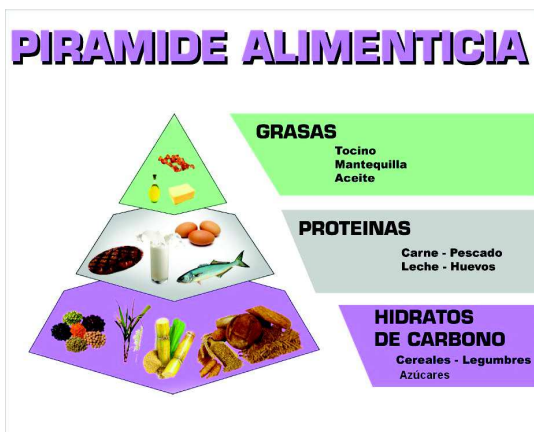 PIRAMIDE ALIMENTICIA
GRASAS
Tocino
Mantequilla
Aceite
PROTEINAS
Carne - Pescado
Leche - Huevos
HIDRATOS
DE CARBONO
Cereales - Legumbres
Azúcares